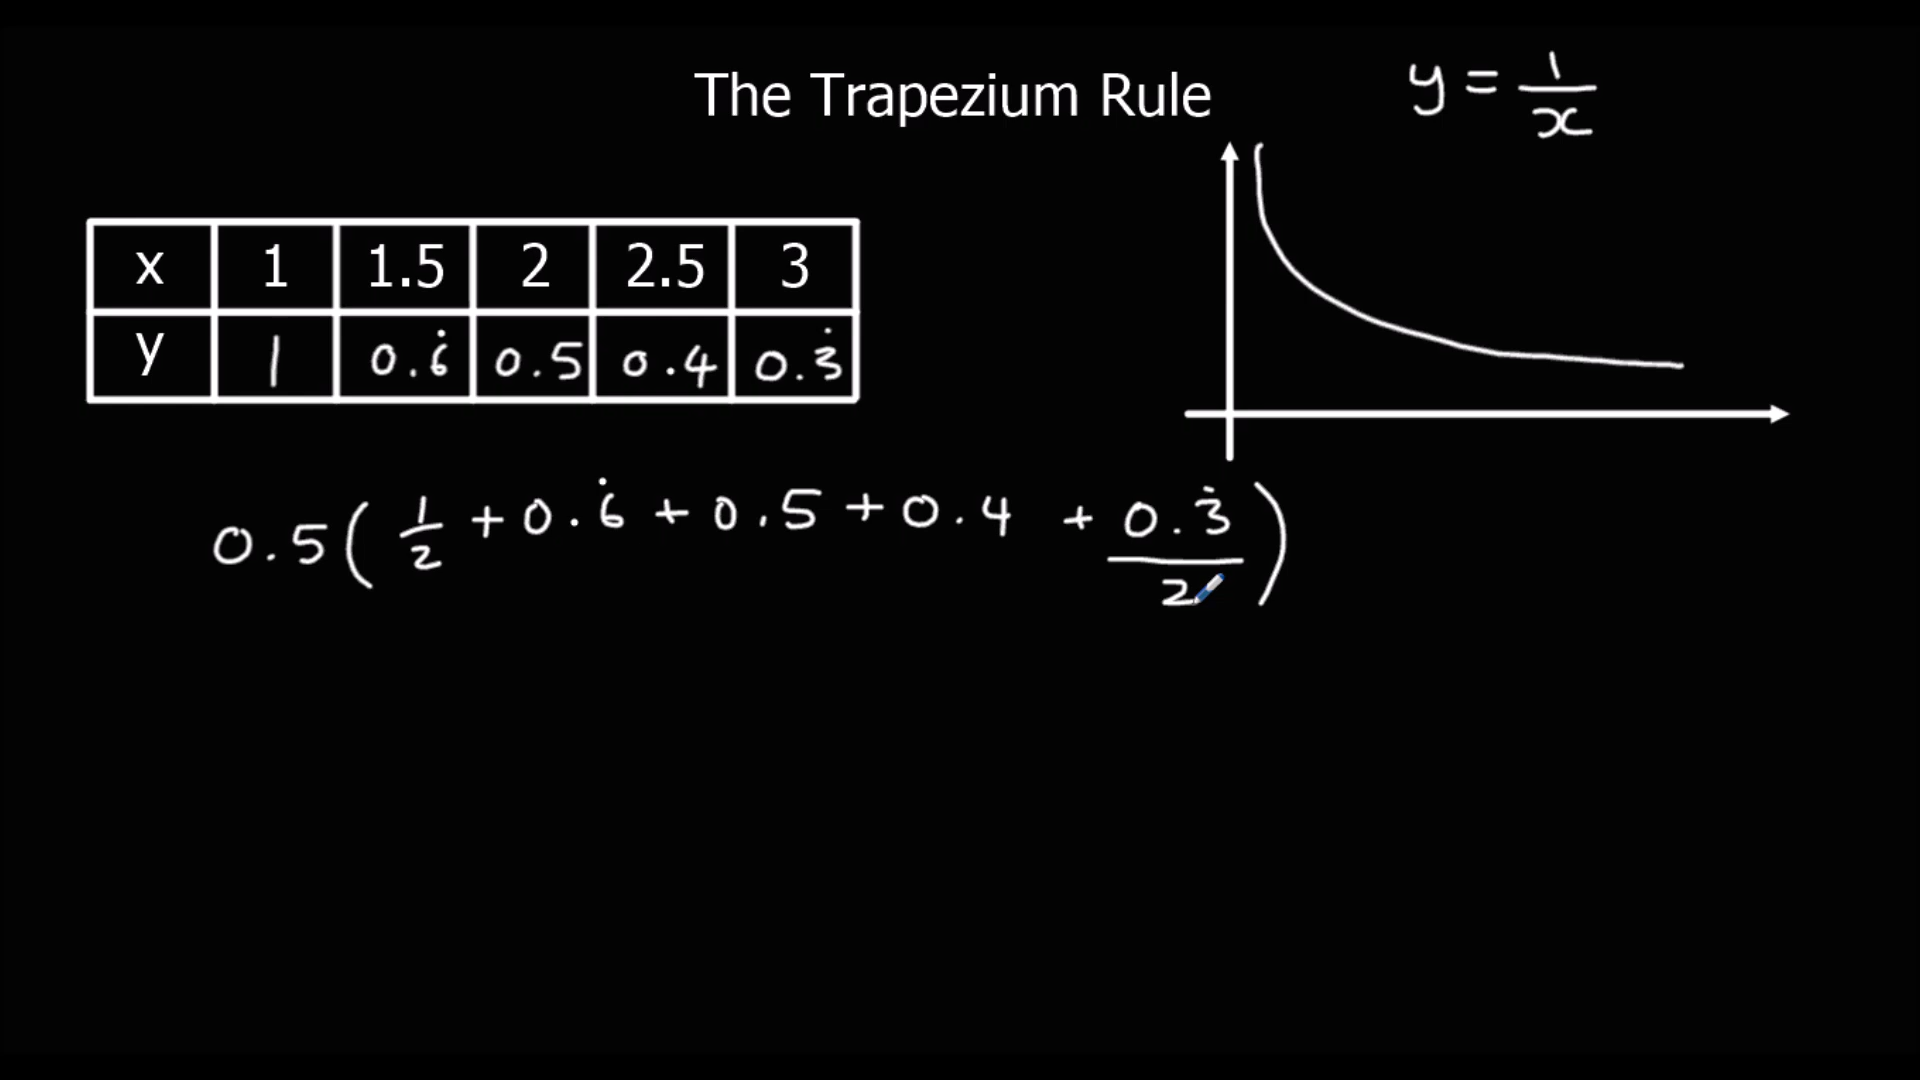 The Trapezium Rule
y = 1/x
x 1 1.5 2 2.5 3
y 1 0.6̇ 0.5 0.4 0.3̇
0.5( 1/2 + 0.6̇ + 0.5 + 0.4 + 0.3̇/2 )